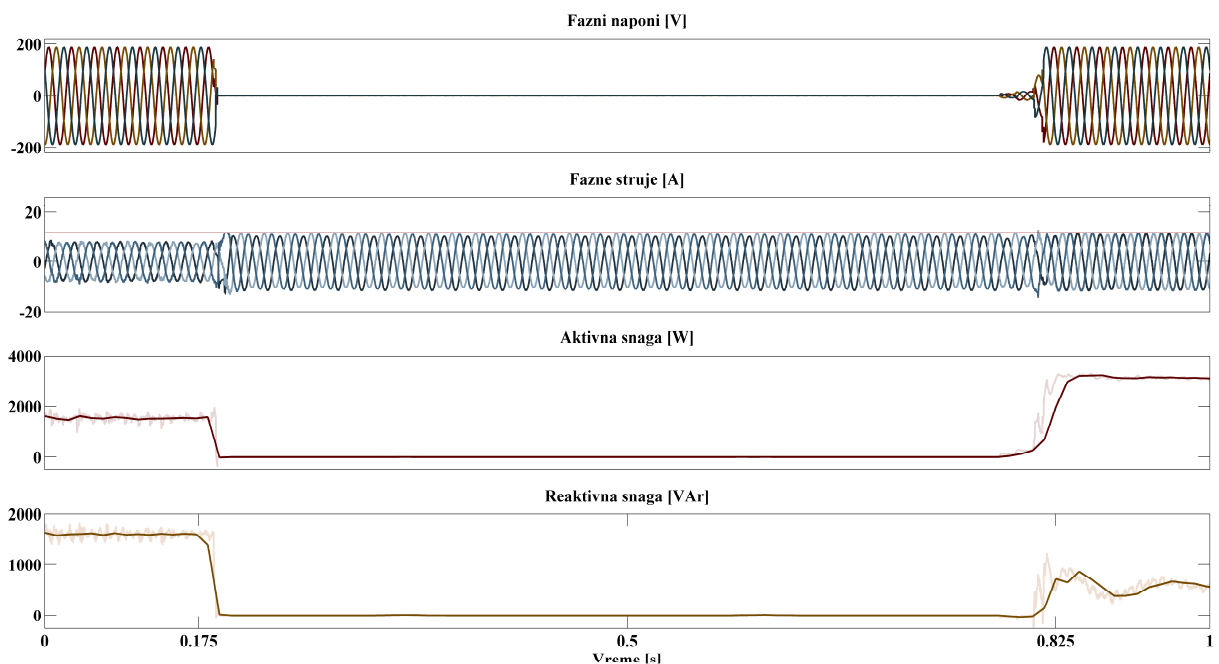 Fazni naponi [V]
200
0
-200
Fazne struje [A]
20
0
-20
Aktivna snaga [W]
4000
2000
0
Reaktivna snaga [VAr]
2000
1000
0
0 0.175 0.5 0.825 1
Vreme [s]